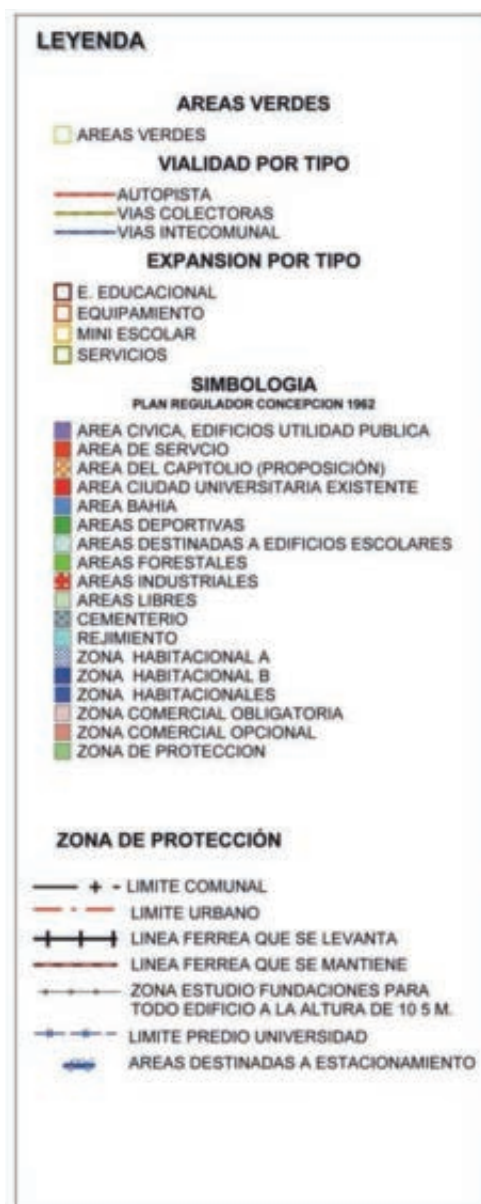 LEYENDA
AREAS VERDES
AREAS VERDES
VIALIDAD POR TIPO
AUTOPISTA
VIAS COLECTORAS
VIAS INTECOMUNAL
EXPANSION POR TIPO
E. EDUCACIONAL
EQUIPAMIENTO
MINI ESCOLAR
SERVICIOS
SIMBOLOGIA
PLAN REGULADOR CONCEPCION 1962
AREA CIVICA, EDIFICIOS UTILIDAD PUBLICA
AREA DE SERVCIO
AREA DEL CAPITOLIO (PROPOSICIÓN)
AREA CIUDAD UNIVERSITARIA EXISTENTE
AREA BAHIA
AREAS DEPORTIVAS
AREAS DESTINADAS A EDIFICIOS ESCOLARES
AREAS FORESTALES
AREAS INDUSTRIALES
AREAS LIBRES
CEMENTERIO
REJIMIENTO
ZONA HABITACIONAL A
ZONA HABITACIONAL B
ZONA HABITACIONALES
ZONA COMERCIAL OBLIGATORIA
ZONA COMERCIAL OPCIONAL
ZONA DE PROTECCION
ZONA DE PROTECCIÓN
LIMITE COMUNAL
LIMITE URBANO
LINEA FERREA QUE SE LEVANTA
LINEA FERREA QUE SE MANTIENE
ZONA ESTUDIO FUNDACIONES PARA
TODO EDIFICIO A LA ALTURA DE 10 5 M.
LIMITE PREDIO UNIVERSIDAD
AREAS DESTINADAS A ESTACIONAMIENTO